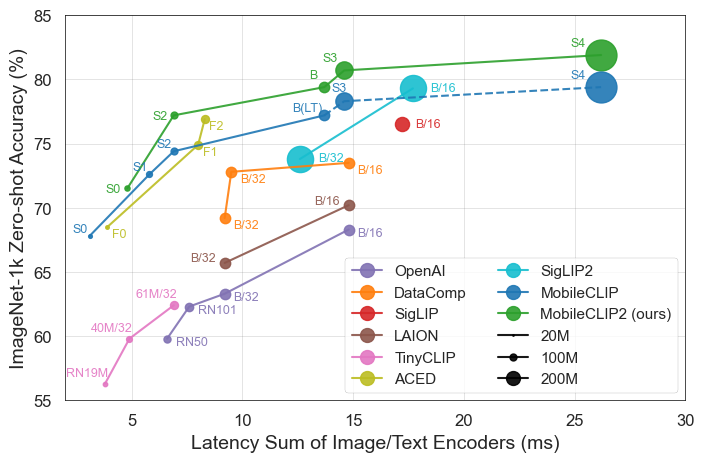 ImageNet-1k Zero-shot Accuracy (%)
85
80
75
70
65
60
55
S4
S3
B
S4
S3
B/16
S2
B(LT)
F2
B/16
S2
F1
S1
B/32
B/16
S0
B/32
B/16
B/32
S0
F0
B/16
B/32
B/32
61M/32
RN101
40M/32
RN50
RN19M
OpenAI
DataComp
SigLIP
LAION
TinyCLIP
ACED
SigLIP2
MobileCLIP
MobileCLIP2 (ours)
20M
100M
200M
5
10
15
20
25
30
Latency Sum of Image/Text Encoders (ms)